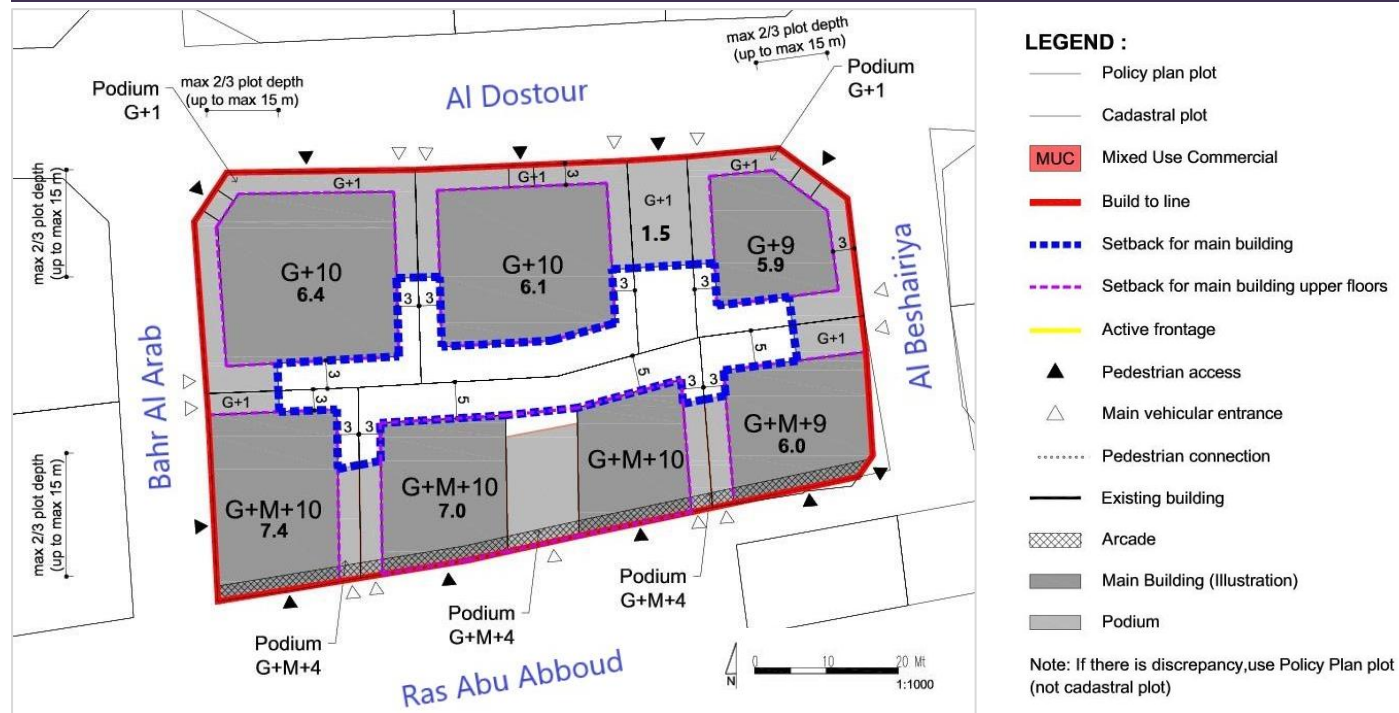 max 2/3 plot depth
(up to max 15 m)
Podium
G+1
max 2/3 plot depth
(up to max 15 m)
Al Dostour
Podium
G+1
max 2/3 plot depth
(up to max 15 m)
G+1
G+1
3
G+1
G+1
1.5
G+10
6.4
G+10
6.1
G+9
5.9
3
3
3
3
3
G+1
Al Beshairiya
Bahr Al Arab
3
3
5
5
5
G+1
3
3
3
3
max 2/3 plot depth
(up to max 15 m)
G+M+10
7.4
G+M+10
7.0
G+M+10
G+M+9
6.0
Podium
G+M+4
Podium
G+M+4
Podium
G+M+4
Ras Abu Abboud
N
0 10 20 Mt
1:1000
LEGEND :
Policy plan plot
Cadastral plot
MUC Mixed Use Commercial
Build to line
Setback for main building
Setback for main building upper floors
Active frontage
Pedestrian access
Main vehicular entrance
Pedestrian connection
Existing building
Arcade
Main Building (Illustration)
Podium
Note: If there is discrepancy,use Policy Plan plot
(not cadastral plot)